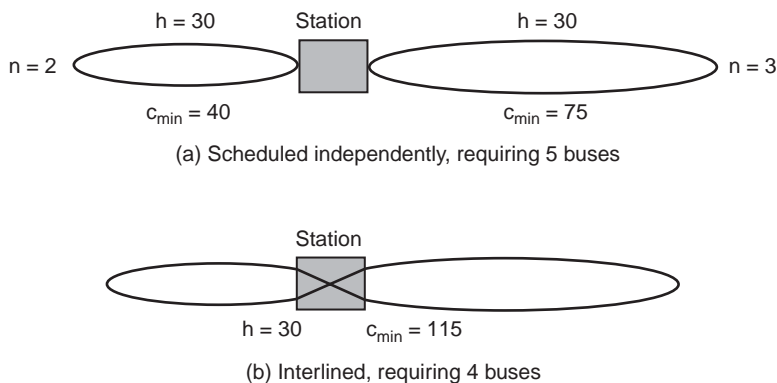 h = 30
Station
h = 30
n = 2
n = 3
c_min = 40
c_min = 75
(a) Scheduled independently, requiring 5 buses
Station
h = 30
c_min = 115
(b) Interlined, requiring 4 buses